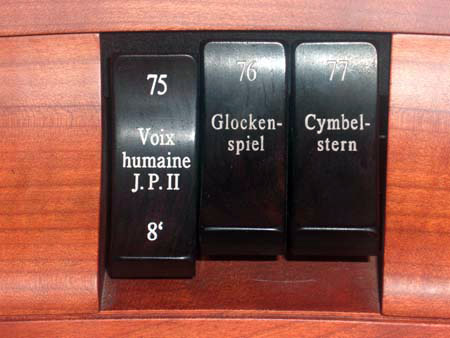 75
Voix
humaine
J. P. II
8‘
76
Glocken-
spiel
77
Cymbel-
stern